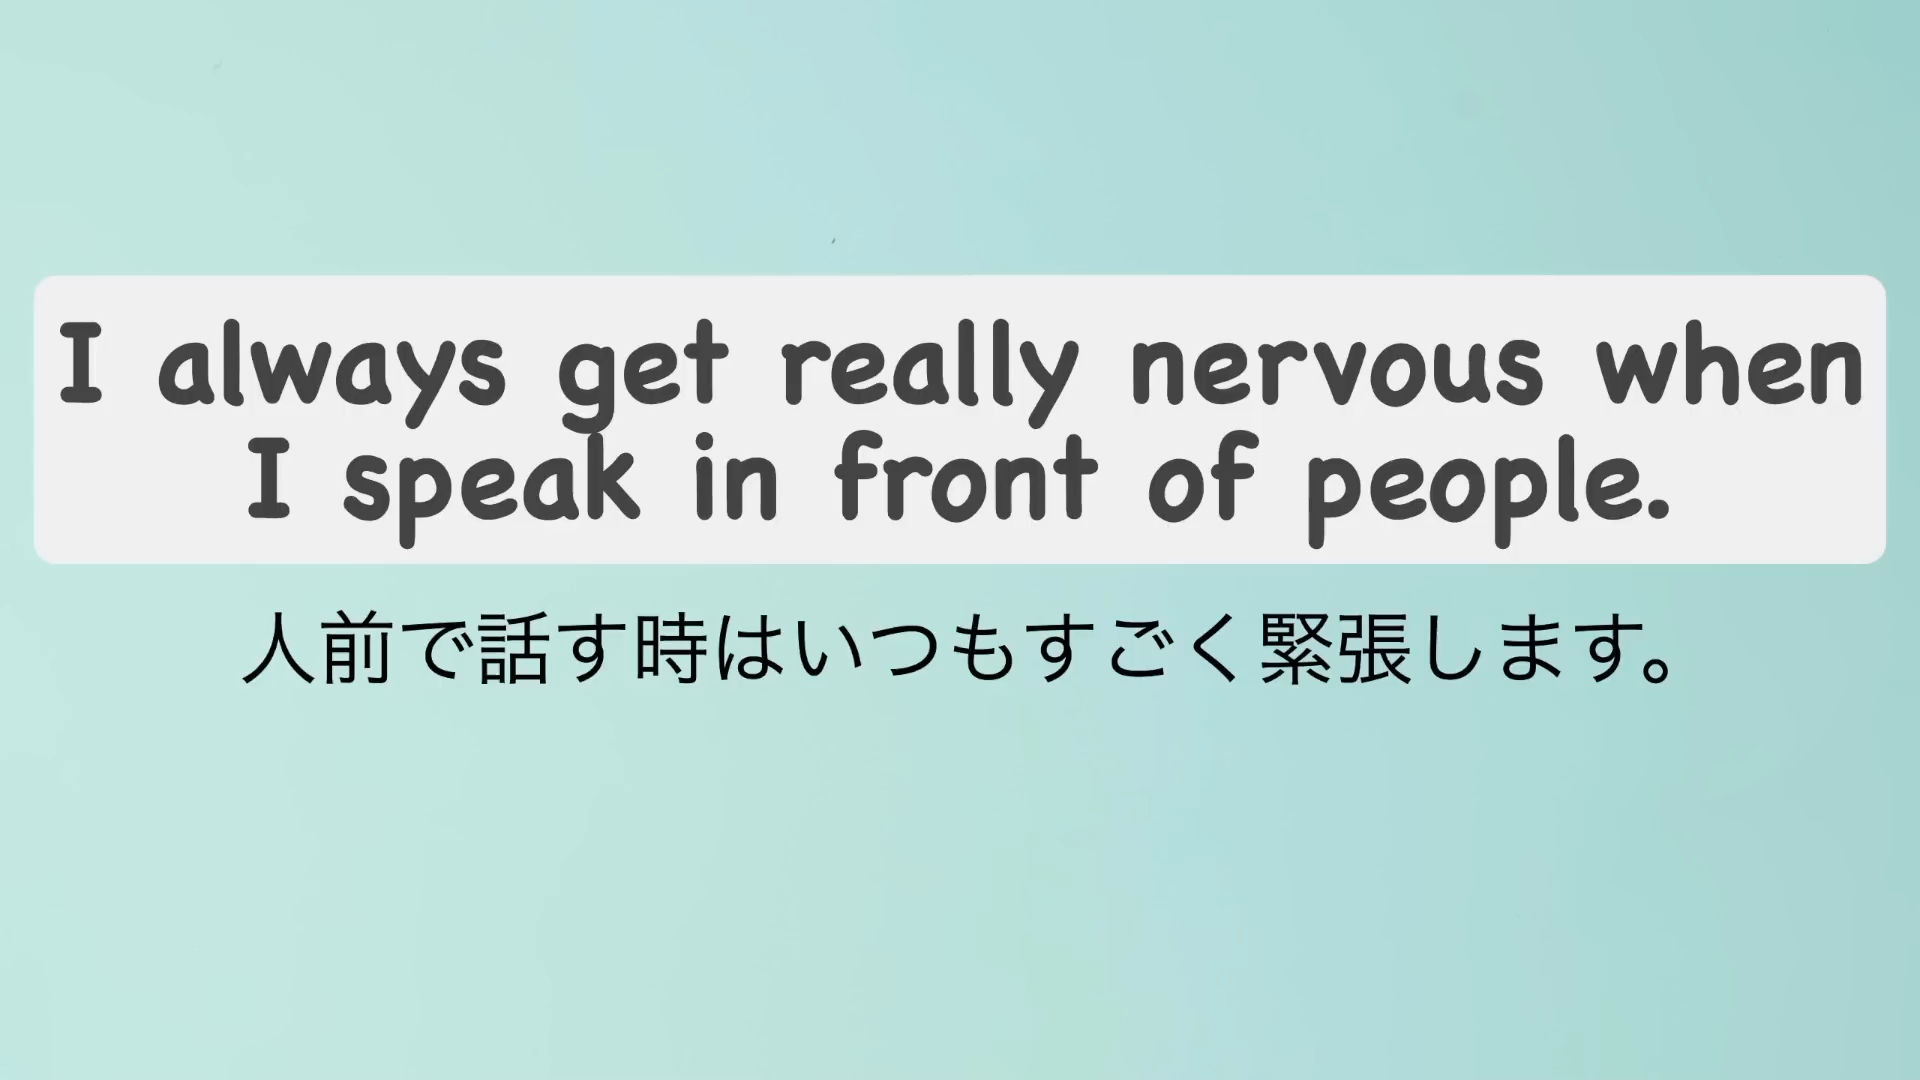 I always get really nervous when
I speak in front of people.
人前で話す時はいつもすごく緊張します。